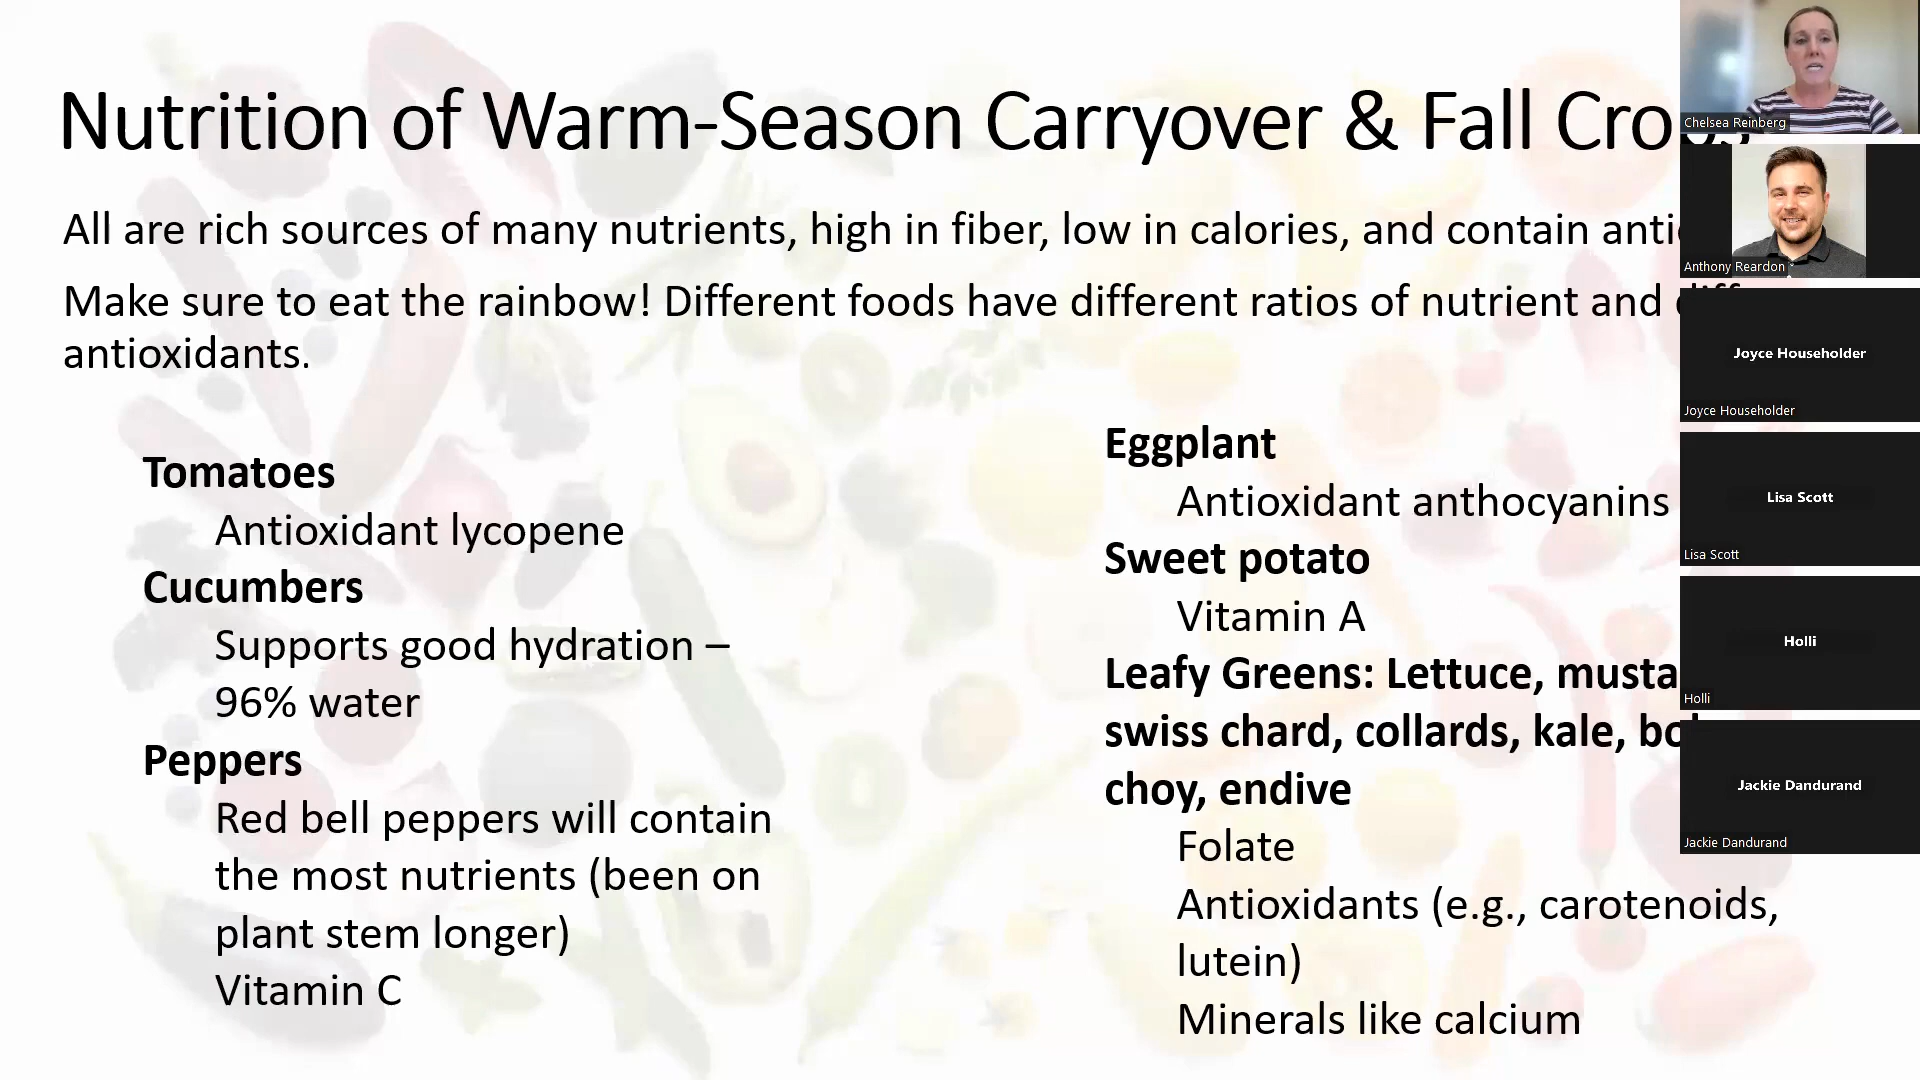 Nutrition of Warm-Season Carryover & Fall
All are rich sources of many nutrients, high in fiber, low in calories, and contain
Make sure to eat the rainbow! Different foods have different ratios of nutrient and
antioxidants.
Tomatoes
Antioxidant lycopene
Cucumbers
Supports good hydration –
96% water
Peppers
Red bell peppers will contain
the most nutrients (been on
plant stem longer)
Vitamin C
Eggplant
Antioxidant anthocyanins
Sweet potato
Vitamin A
Leafy Greens: Lettuce,
swiss chard, collards, kale,
choy, endive
Folate
Antioxidants (e.g., carotenoids,
lutein)
Minerals like calcium
Chelsea Reinberg
Anthony Reardon
Joyce Householder
Joyce Householder
Lisa Scott
Lisa Scott
Holli
Holli
Jackie Dandurand
Jackie Dandurand